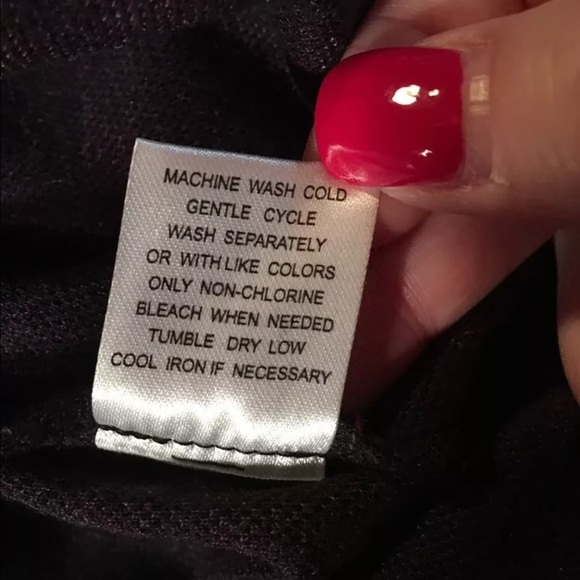 MACHINE WASH COLD
GENTLE CYCLE
WASH SEPARATELY
OR WITH LIKE COLORS
ONLY NON-CHLORINE
BLEACH WHEN NEEDED
TUMBLE DRY LOW
COOL IRON IF NECESSARY